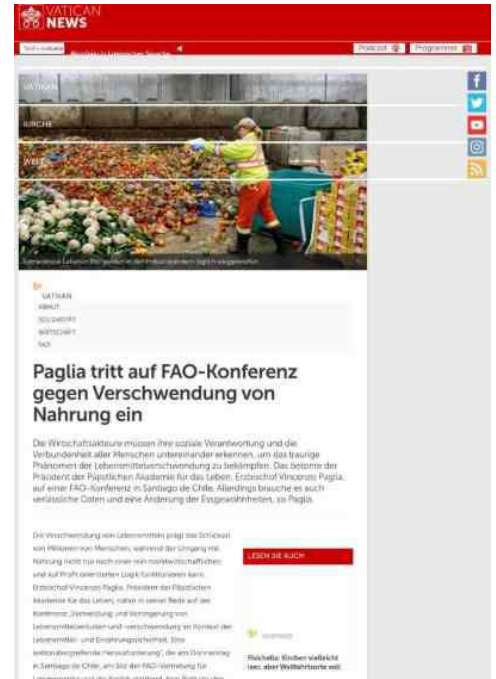 VATICAN
NEWS
Podcast
Programme
VATIKAN
KIRCHE
WELT
VATIKAN
ARMUT
SOLIDARITÄT
WIRTSCHAFT
FAO
Paglia tritt auf FAO-Konferenz
gegen Verschwendung von
Nahrung ein
Die Wirtschaftsakteure müssen ihre soziale Verantwortung und die
Verbundenheit aller Menschen untereinander erkennen, um das traurige
Phänomen der Lebensmittelverschwendung zu bekämpfen. Das betonte der
Präsident der Päpstlichen Akademie für das Leben, Erzbischof Vincenzo Paglia,
auf einer FAO-Konferenz in Santiago de Chile. Allerdings brauche es auch
verlässliche Daten und eine Änderung der Essgewohnheiten, so Paglia.
Die Verschwendung von Lebensmitteln prägt das Schicksal
von Millionen von Menschen, während der Umgang mit
Nahrung nicht nur nach einer rein marktwirtschaftlichen
und auf Profit orientierten Logik funktionieren kann.
Erzbischof Vincenzo Paglia, Präsident der Päpstlichen
Akademie für das Leben, nahm in seiner Rede auf der
Konferenz „Vermeidung und Verringerung von
Lebensmittelverlusten und -verschwendung im Kontext der
Lebensmittel- und Ernährungssicherheit. Eine
Herausforderung", die am Donnerstag
in Santiago de Chile, am Sitz der FAO-Vertretung für
LESEN SIE AUCH
Fisichella: Kirchen vielleicht
leer, aber Wallfahrtsorte voll